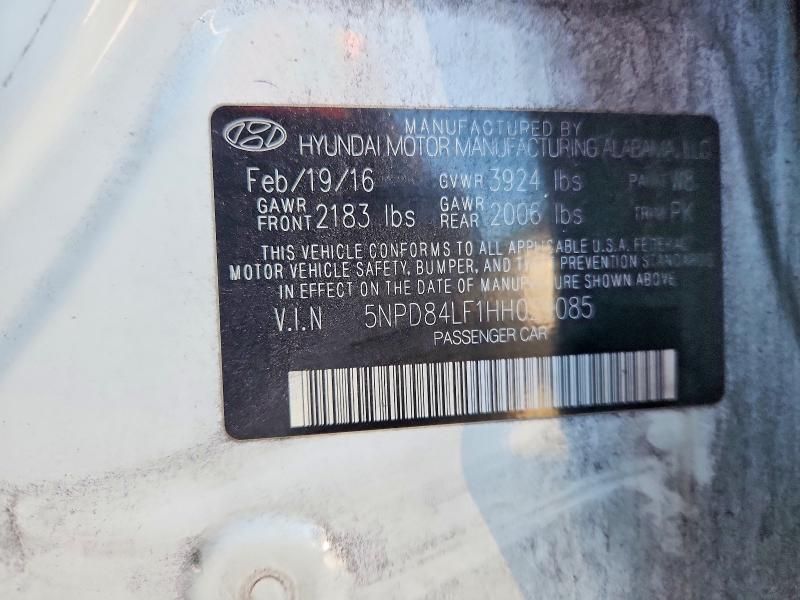 MANUFACTURED BY
HYUNDAI MOTOR MANUFACTURING ALABAMA, LLC
Feb/19/16 GVWR 3924 lbs PAINT W8
GAWR FRONT 2183 lbs GAWR REAR 2006 lbs TRIM PK
THIS VEHICLE CONFORMS TO ALL APPLICABLE U.S.A. FEDERAL
MOTOR VEHICLE SAFETY, BUMPER, AND THEFT PREVENTION STANDARDS
IN EFFECT ON THE DATE OF MANUFACTURE SHOWN ABOVE
V.I.N
PASSENGER CAR